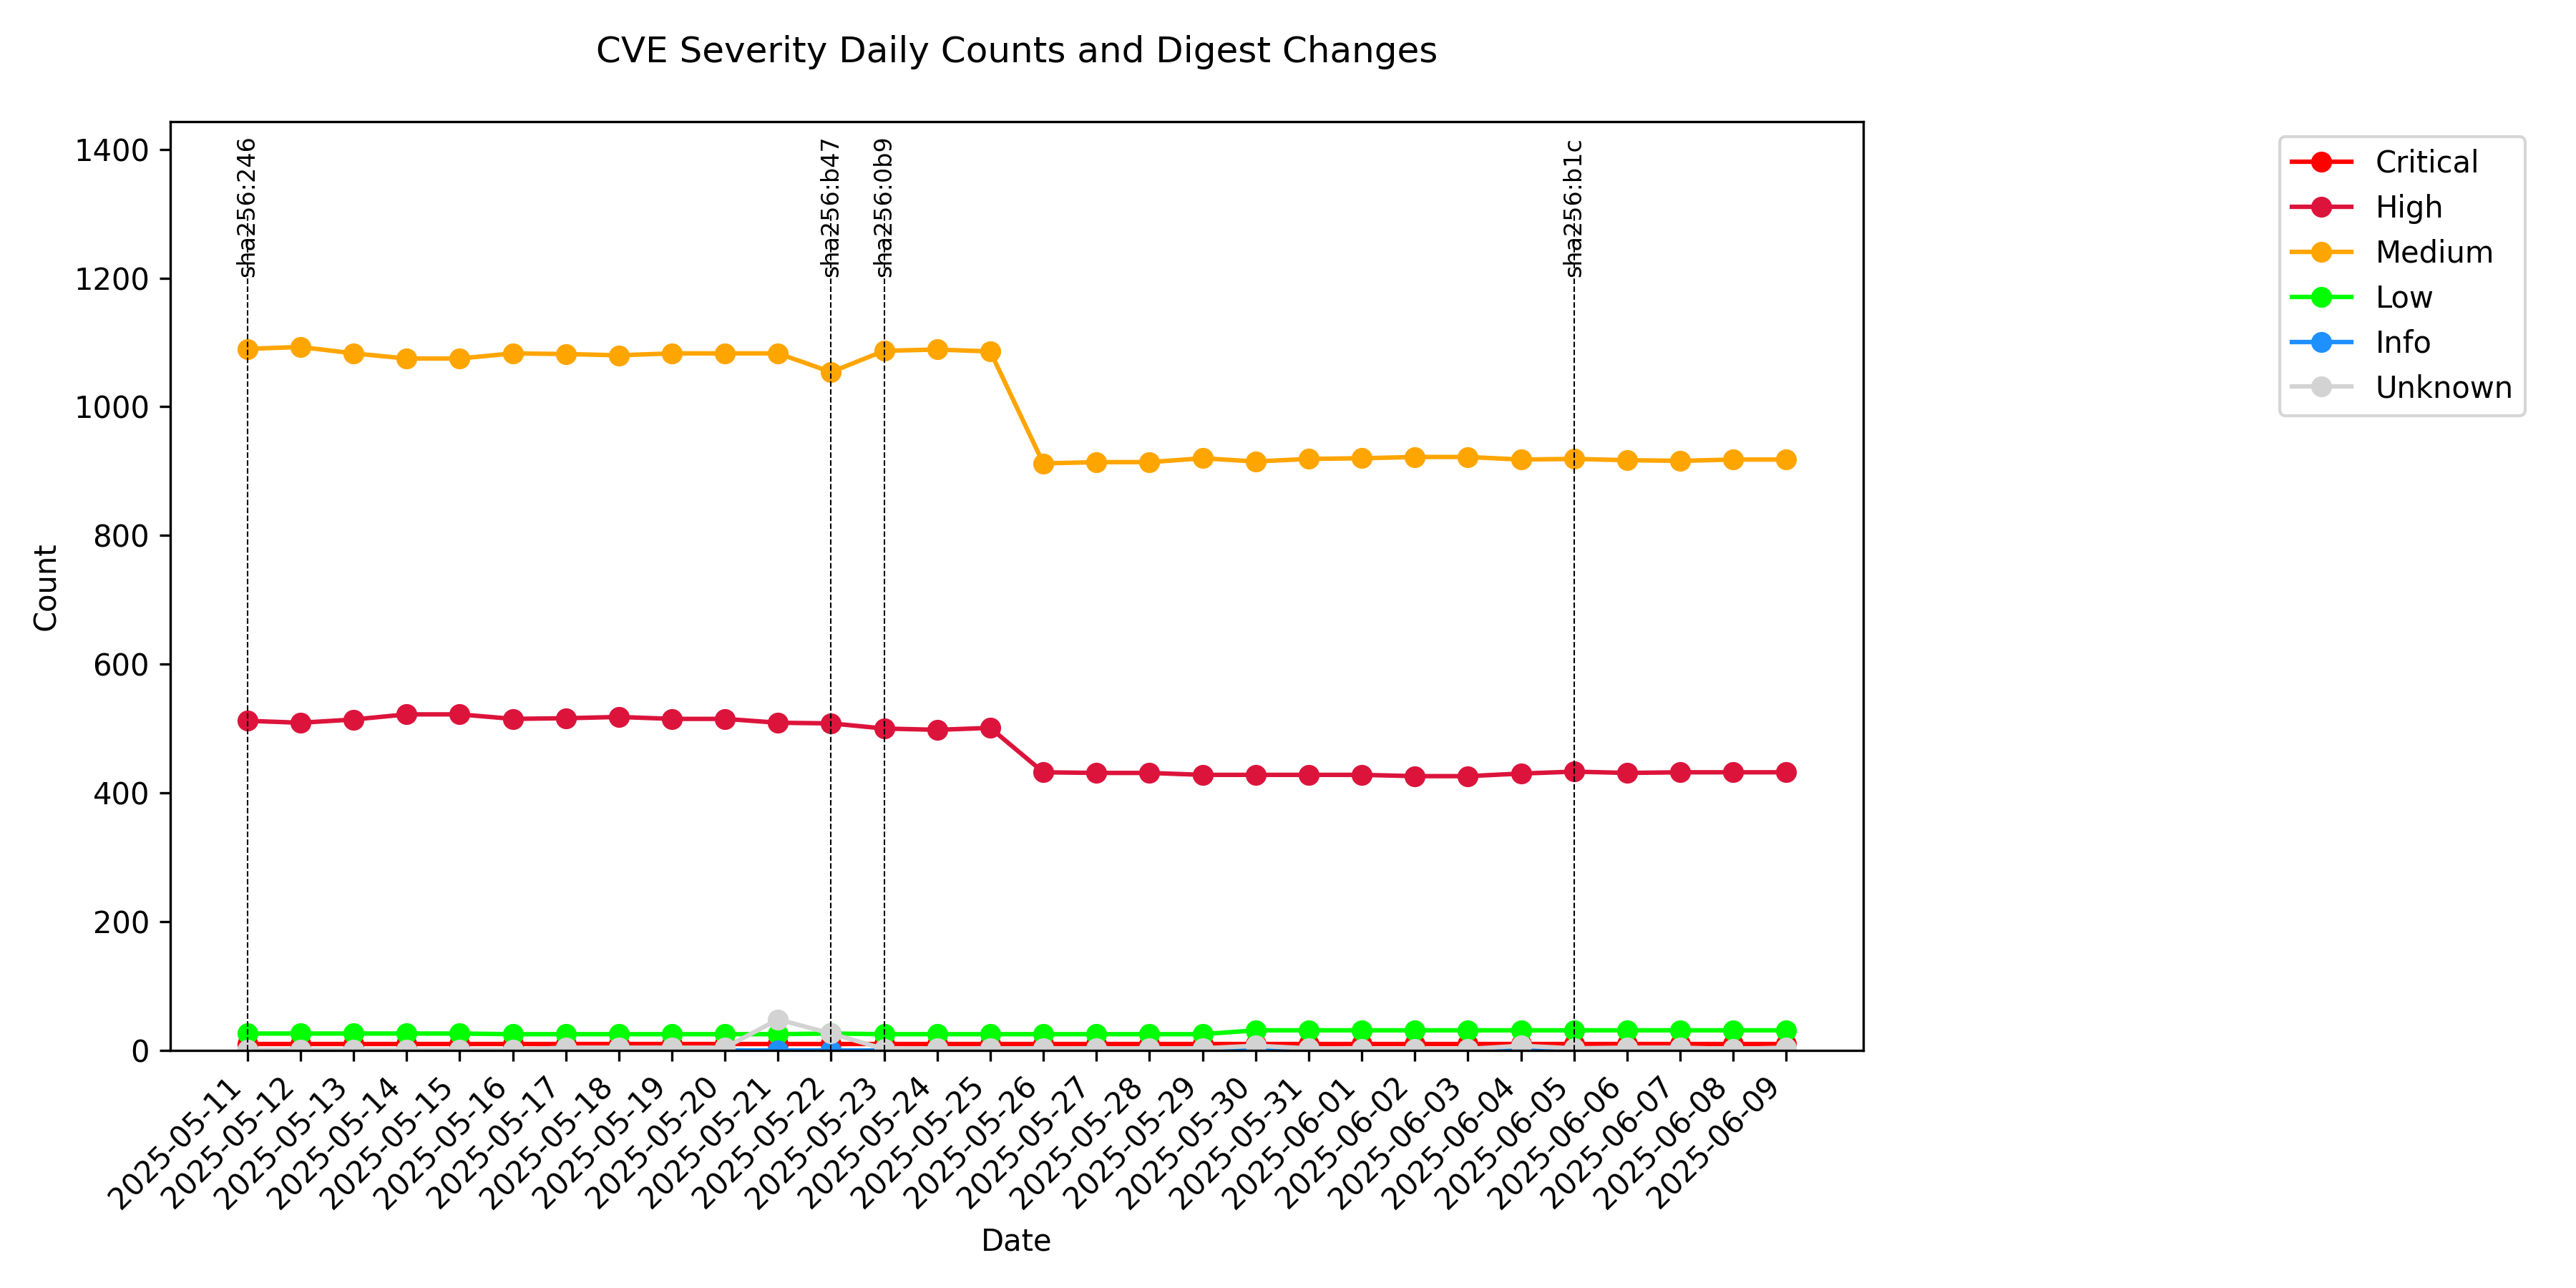 CVE Severity Daily Counts and Digest Changes
1400
1200
1000
800
600
400
200
0
Count
sha256:246
sha256:b47
sha256:0b9
sha256:b1c
Critical
High
Medium
Low
Info
Unknown
2025-05-11
2025-05-12
2025-05-13
2025-05-14
2025-05-15
2025-05-16
2025-05-17
2025-05-18
2025-05-19
2025-05-20
2025-05-21
2025-05-22
2025-05-23
2025-05-24
2025-05-25
2025-05-26
2025-05-27
2025-05-28
2025-05-29
2025-05-30
2025-05-31
2025-06-01
2025-06-02
2025-06-03
2025-06-04
2025-06-05
2025-06-06
2025-06-07
2025-06-08
2025-06-09
Date